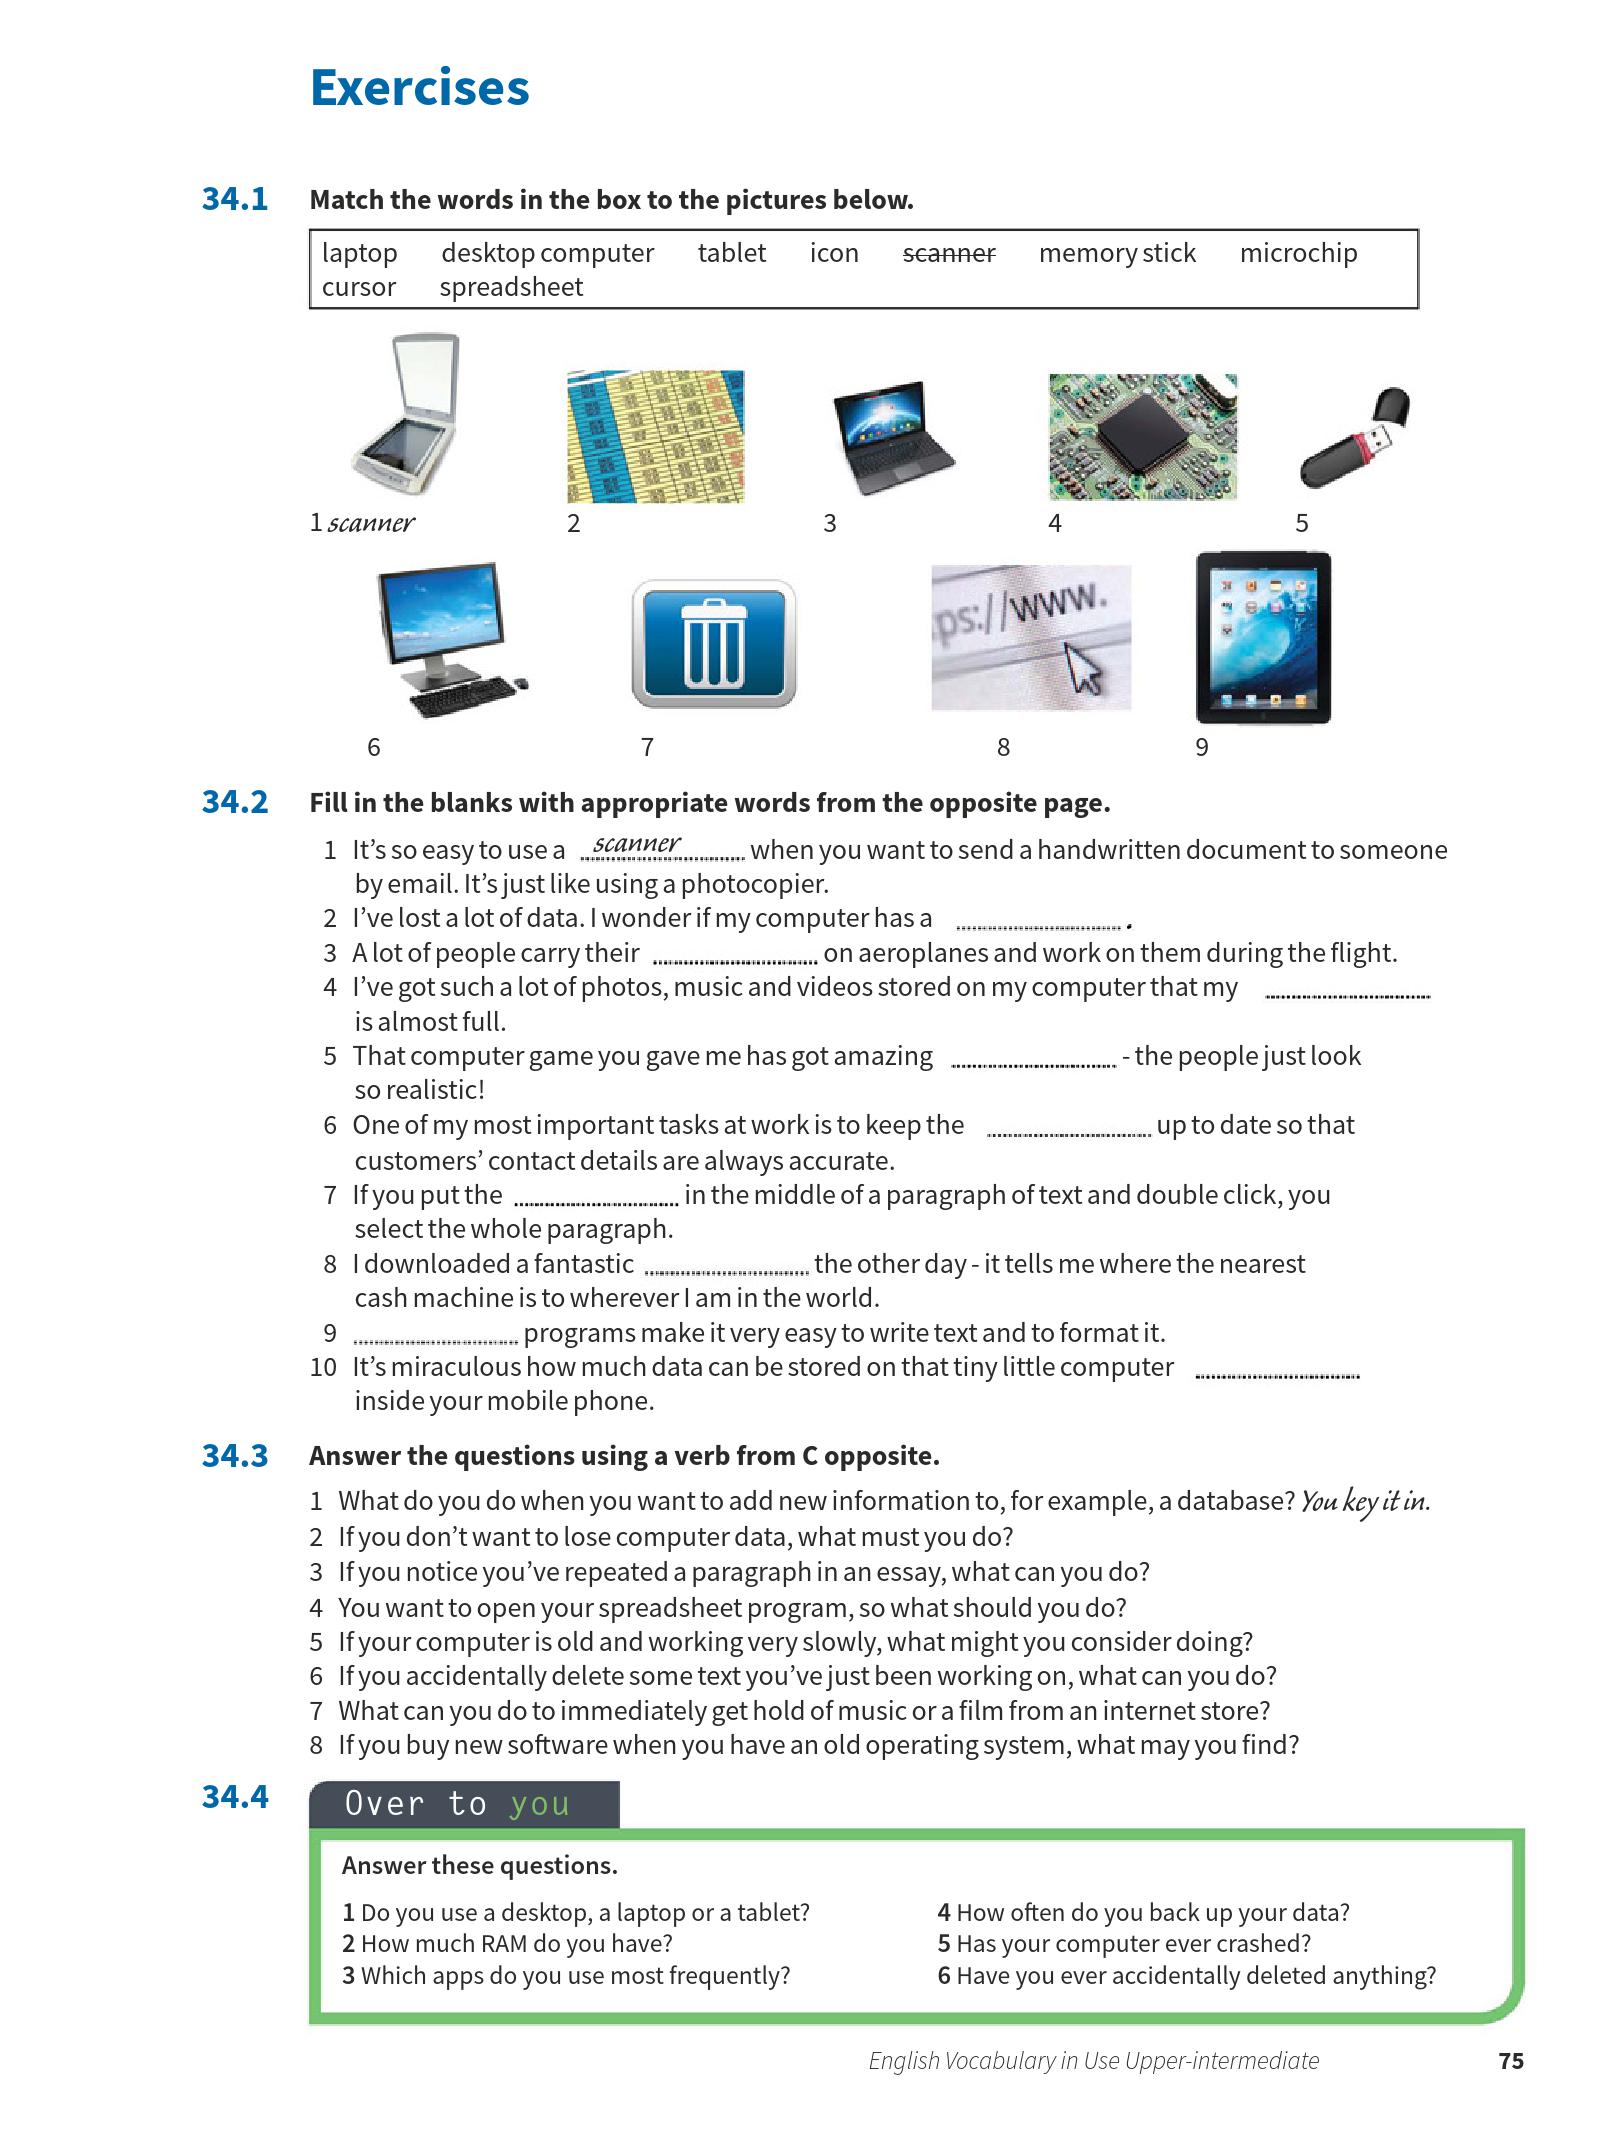 Exercises
34.1 Match the words in the box to the pictures below.
laptop desktop computer tablet icon scanner memory stick microchip
cursor spreadsheet
1 scanner 2 3 4 5
ps://www.
6 7 8 9
34.2 Fill in the blanks with appropriate words from the opposite page.
1 It’s so easy to use a scanner when you want to send a handwritten document to someone
by email. It’s just like using a photocopier.
2 I’ve lost a lot of data. I wonder if my computer has a .
3 A lot of people carry their on aeroplanes and work on them during the flight.
4 I’ve got such a lot of photos, music and videos stored on my computer that my
is almost full.
5 That computer game you gave me has got amazing - the people just look
so realistic!
6 One of my most important tasks at work is to keep the up to date so that
customers’ contact details are always accurate.
7 If you put the in the middle of a paragraph of text and double click, you
select the whole paragraph.
8 I downloaded a fantastic the other day - it tells me where the nearest
cash machine is to wherever I am in the world.
9 programs make it very easy to write text and to format it.
10 It’s miraculous how much data can be stored on that tiny little computer
inside your mobile phone.
34.3 Answer the questions using a verb from C opposite.
1 What do you do when you want to add new information to, for example, a database? You key it in.
2 If you don’t want to lose computer data, what must you do?
3 If you notice you’ve repeated a paragraph in an essay, what can you do?
4 You want to open your spreadsheet program, so what should you do?
5 If your computer is old and working very slowly, what might you consider doing?
6 If you accidentally delete some text you’ve just been working on, what can you do?
7 What can you do to immediately get hold of music or a film from an internet store?
8 If you buy new software when you have an old operating system, what may you find?
34.4 Over to you
Answer these questions.
1 Do you use a desktop, a laptop or a tablet?
2 How much RAM do you have?
3 Which apps do you use most frequently?
4 How often do you back up your data?
5 Has your computer ever crashed?
6 Have you ever accidentally deleted anything?
English Vocabulary in Use Upper-intermediate 75